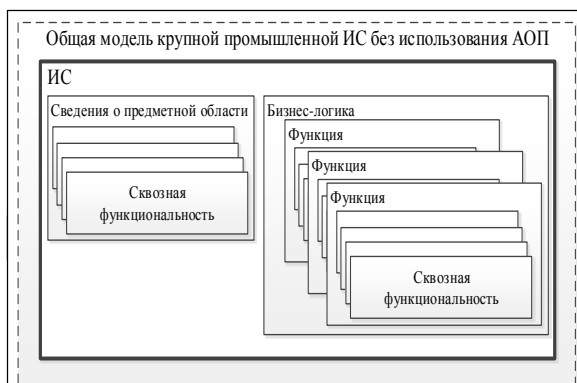 Общая модель крупной промышленной ИС без использования АОП
ИС
Сведения о предметной области
Сквозная
функциональность
Бизнес-логика
Функция
Функция
Функция
Сквозная
функциональность